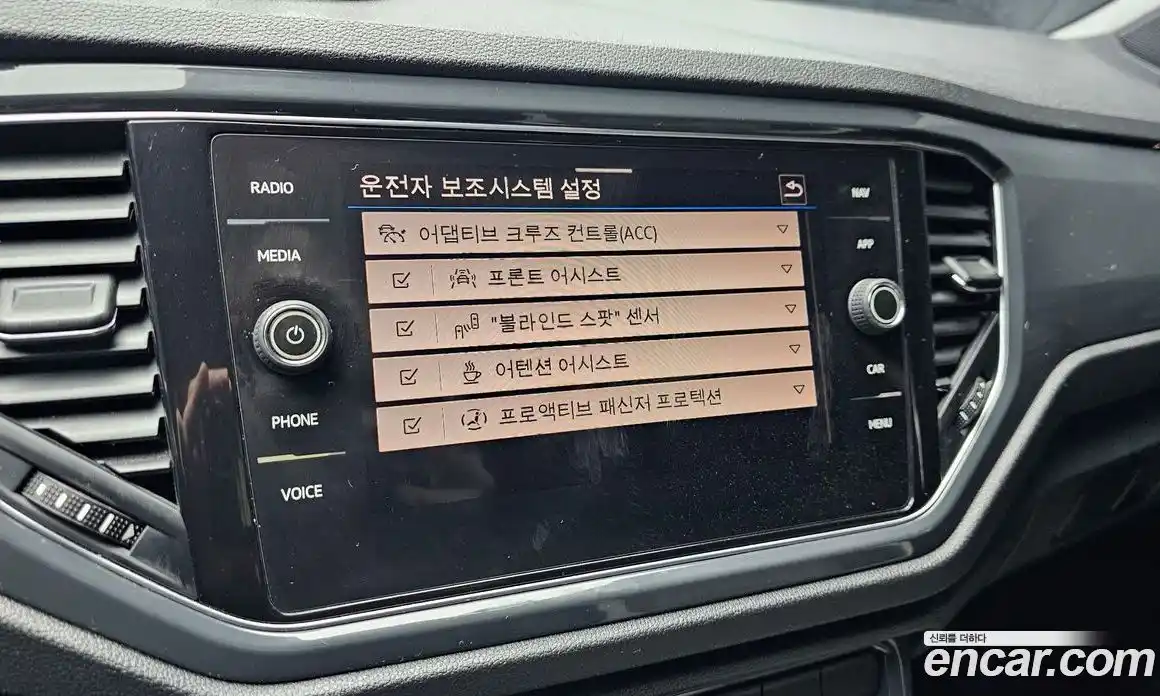 운전자 보조시스템 설정
RADIO
MEDIA
PHONE
VOICE
어댑티브 크루즈 컨트롤(ACC)
프론트 어시스트
"블라인드 스팟" 센서
어텐션 어시스트
프로액티브 패신저 프로텍션
NAV
APP
CAR
MENU
신뢰를 더하다
encar.com